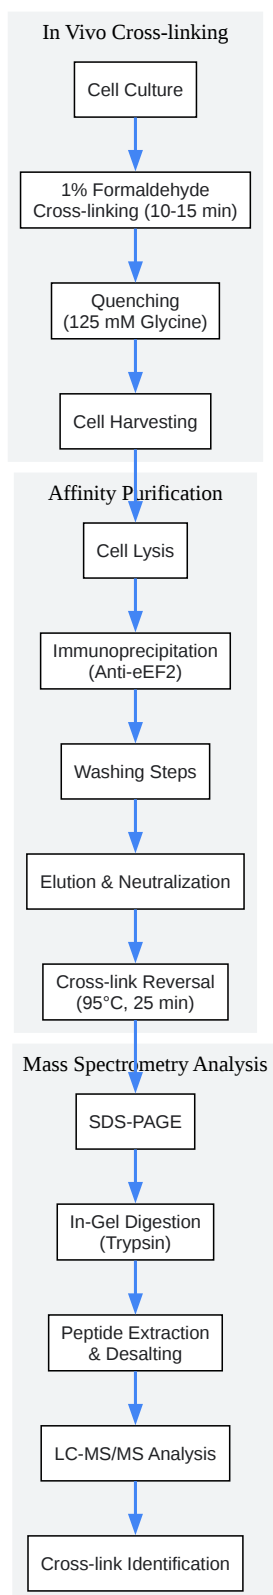 In Vivo Cross-linking
Cell Culture
1% Formaldehyde
Cross-linking (10-15 min)
Quenching
(125 mM Glycine)
Cell Harvesting
Affinity Purification
Cell Lysis
Immunoprecipitation
(Anti-eEF2)
Washing Steps
Elution & Neutralization
Cross-link Reversal
(95°C, 25 min)
Mass Spectrometry Analysis
SDS-PAGE
In-Gel Digestion
(Trypsin)
Peptide Extraction
& Desalting
LC-MS/MS Analysis
Cross-link Identification